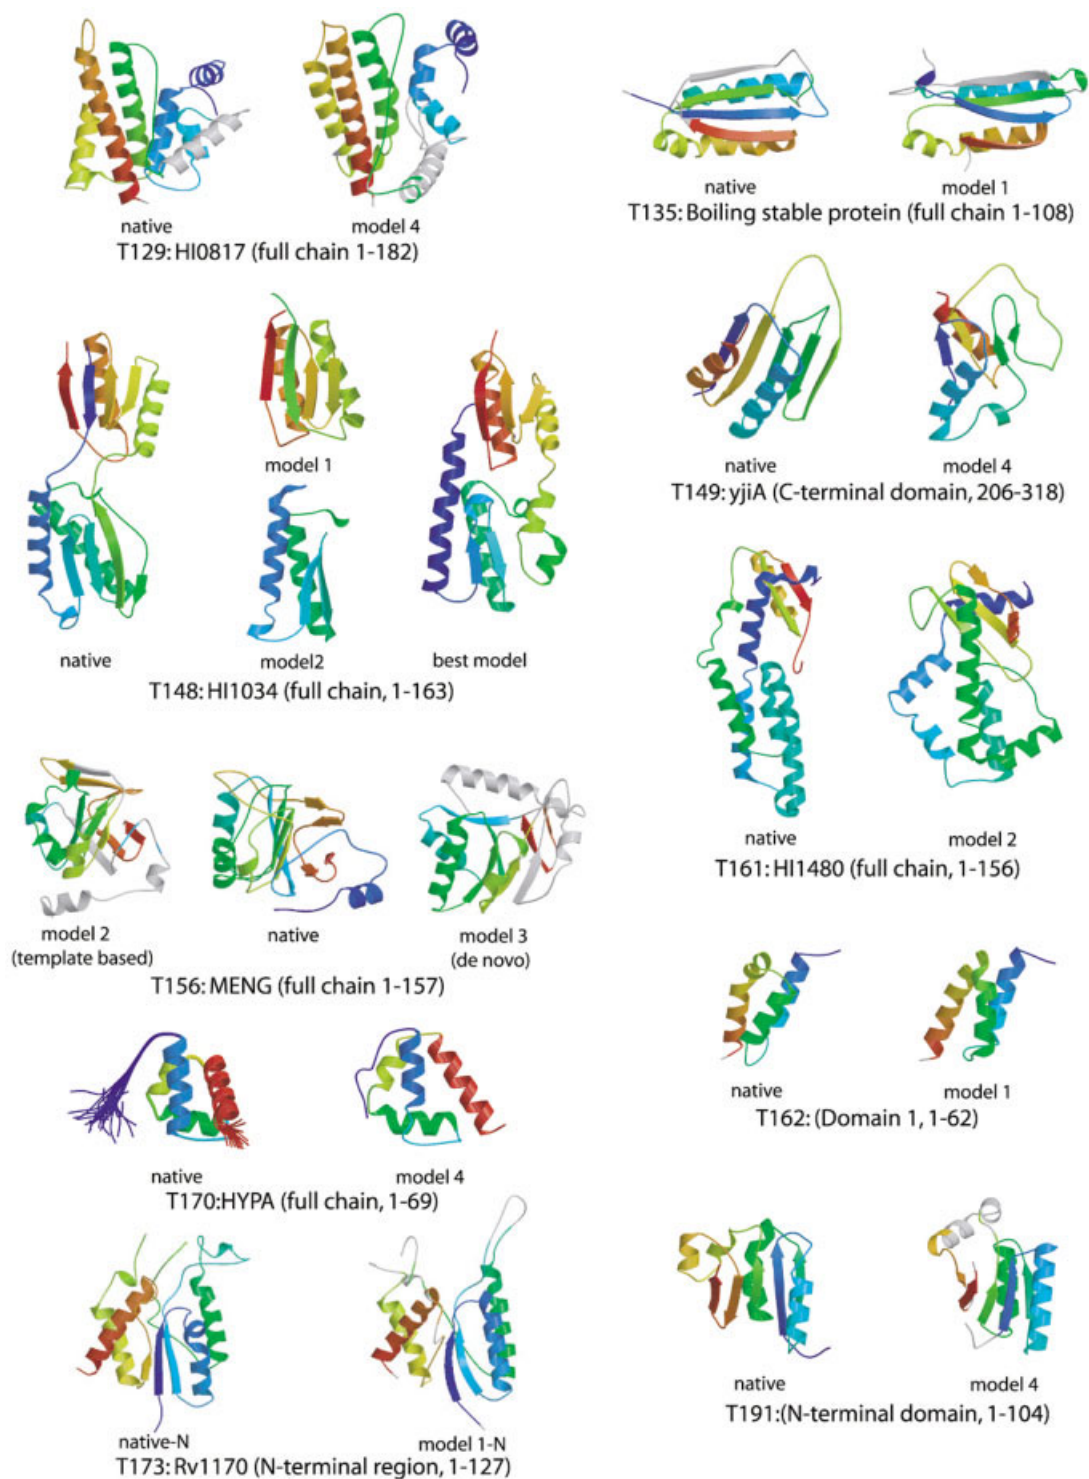 native
model 4
T129: HI0817 (full chain 1-182)
model 1
native
model2
best model
T148: HI1034 (full chain, 1-163)
model 2
(template based)
native
model 3
(de novo)
T156: MENG (full chain 1-157)
native
model 4
T170:HYPA (full chain, 1-69)
native-N
model 1-N
T173: Rv1170 (N-terminal region, 1-127)
native
model 1
T135: Boiling stable protein (full chain 1-108)
native
model 4
T149: yjiA (C-terminal domain, 206-318)
native
model 2
T161: HI1480 (full chain, 1-156)
native
model 1
T162: (Domain 1, 1-62)
native
model 4
T191:(N-terminal domain, 1-104)